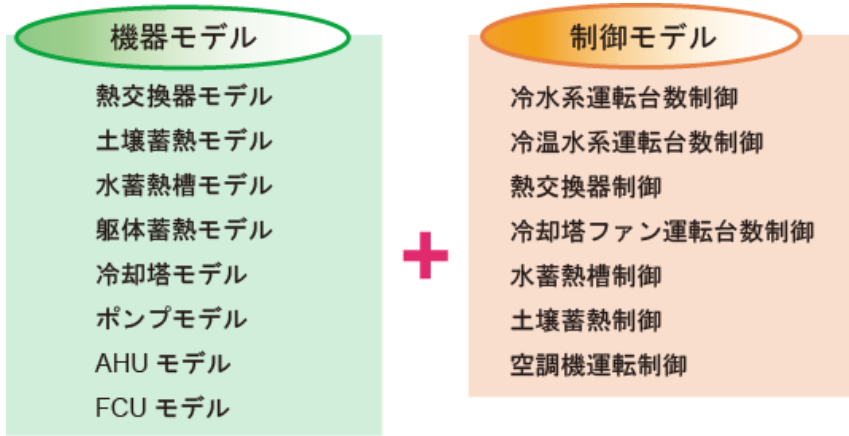 機器モデル
熱交換器モデル
土壌蓄熱モデル
水蓄熱槽モデル
躯体蓄熱モデル
冷却塔モデル
ポンプモデル
AHU モデル
FCU モデル
+
制御モデル
冷水系運転台数制御
冷温水系運転台数制御
熱交換器制御
冷却塔ファン運転台数制御
水蓄熱槽制御
土壌蓄熱制御
空調機運転制御